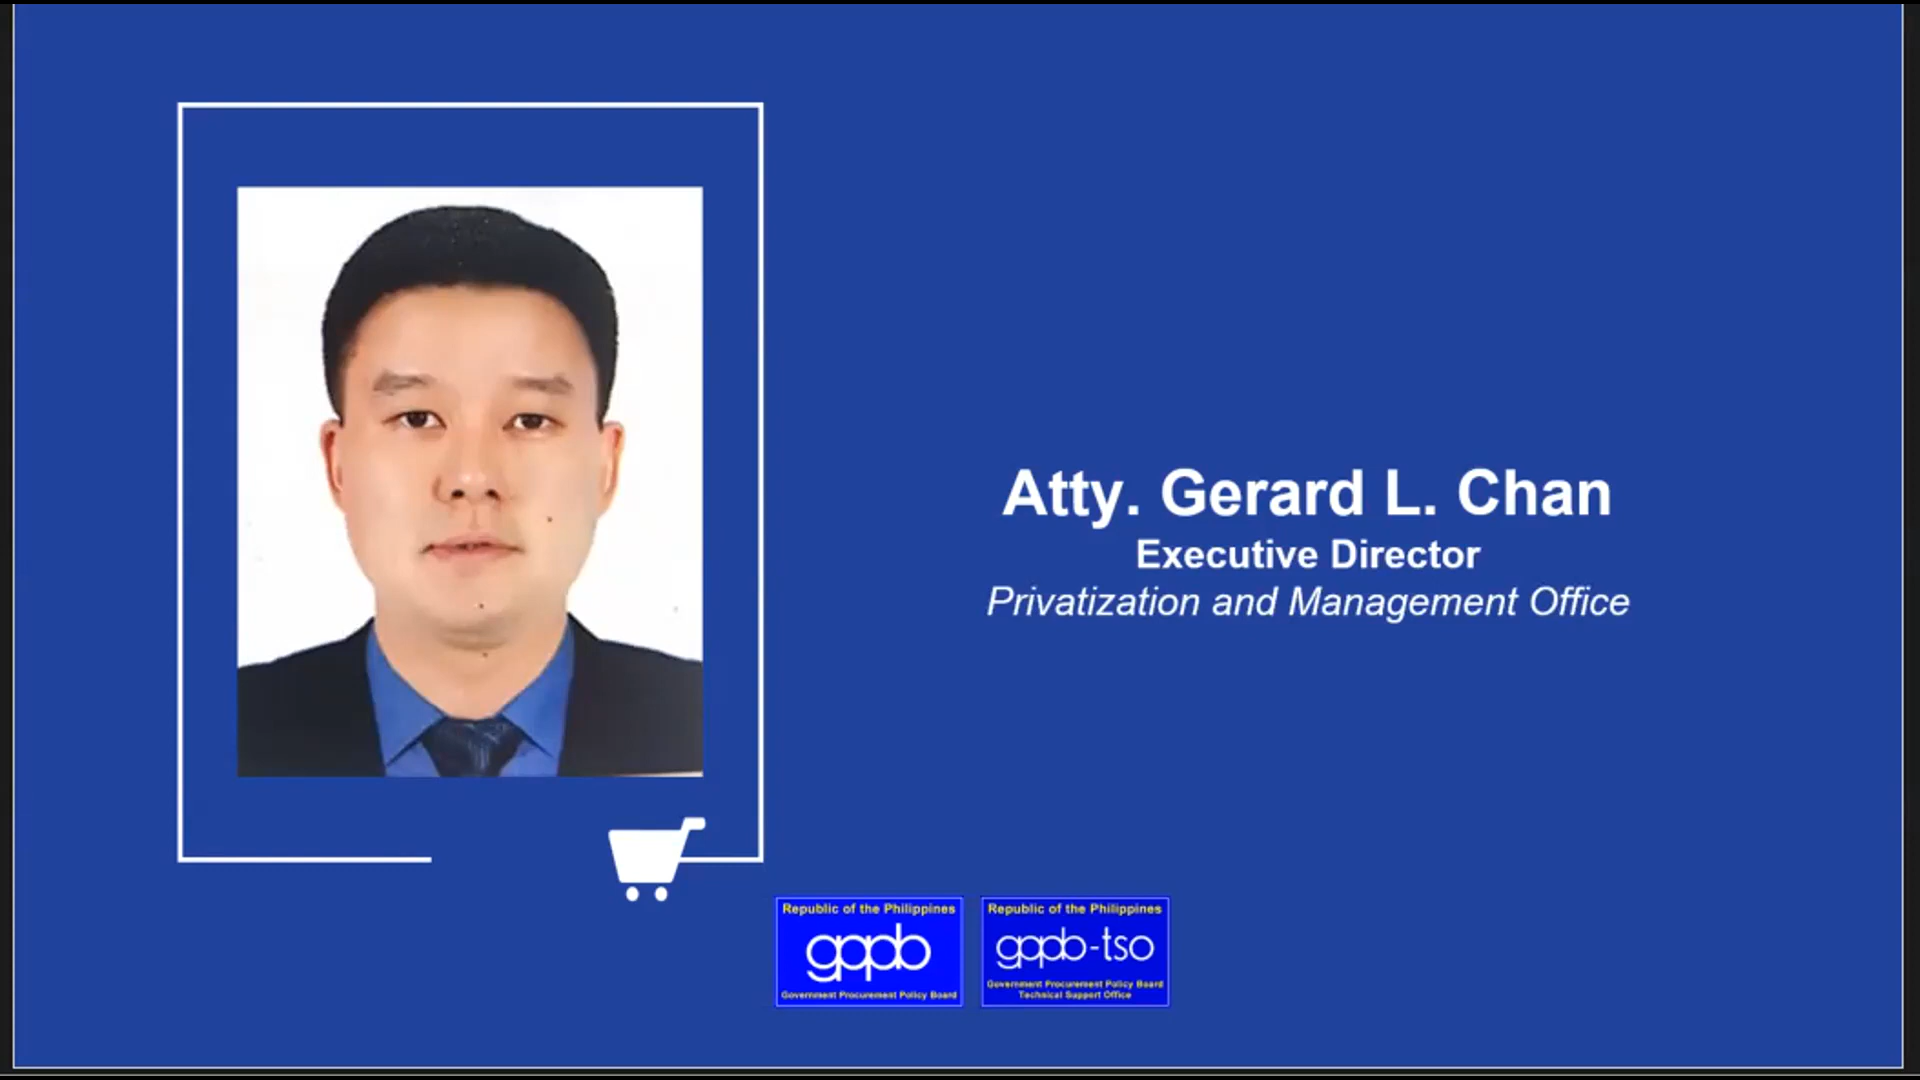 Atty. Gerard L. Chan
Executive Director
Privatization and Management Office
Republic of the Philippines
gppb
Government Procurement Policy Board
Republic of the Philippines
gppb-tso
Government Procurement Policy Board
Technical Support Office